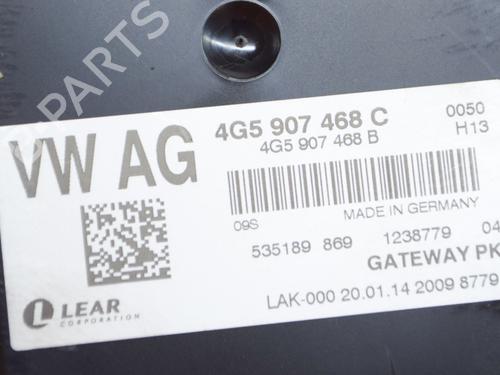 PARTS
VW AG
4G5 907 468 C
4G5 907 468 B
0050
H13
09S
MADE IN GERMANY
535189 869 1238779 04
GATEWAY PK
LEAR
CORPORATION
LAK-000 20.01.14 2009 8779